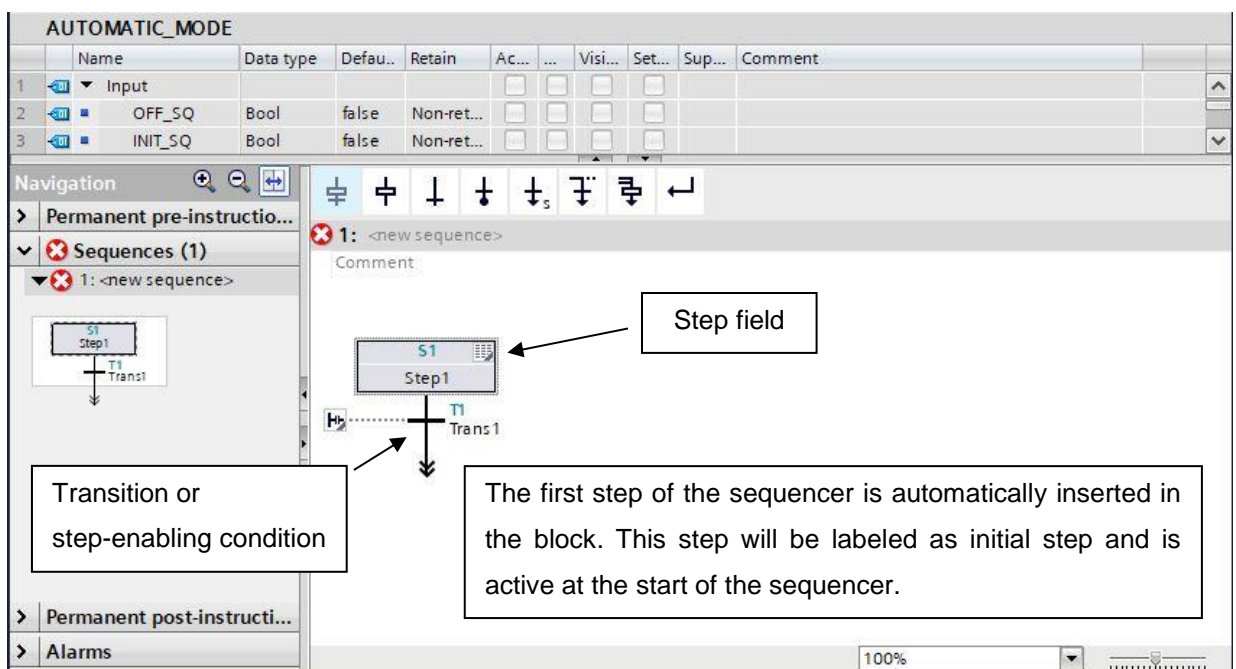 AUTOMATIC_MODE
Name Data type Defau.. Retain Ac... ... Visi... Set... Sup... Comment
1 Input
2 OFF_SQ Bool false Non-ret...
3 INIT_SQ Bool false Non-ret...
Navigation
Permanent pre-instructio...
Sequences (1)
1: <new sequence>
S1
Step1
T1
Trans1
Permanent post-instructi...
Alarms
S
1: <new sequence>
Comment
Step field
S1
Step1
T1
Trans1
Transition or
step-enabling condition
The first step of the sequencer is automatically inserted in
the block. This step will be labeled as initial step and is
active at the start of the sequencer.
100%